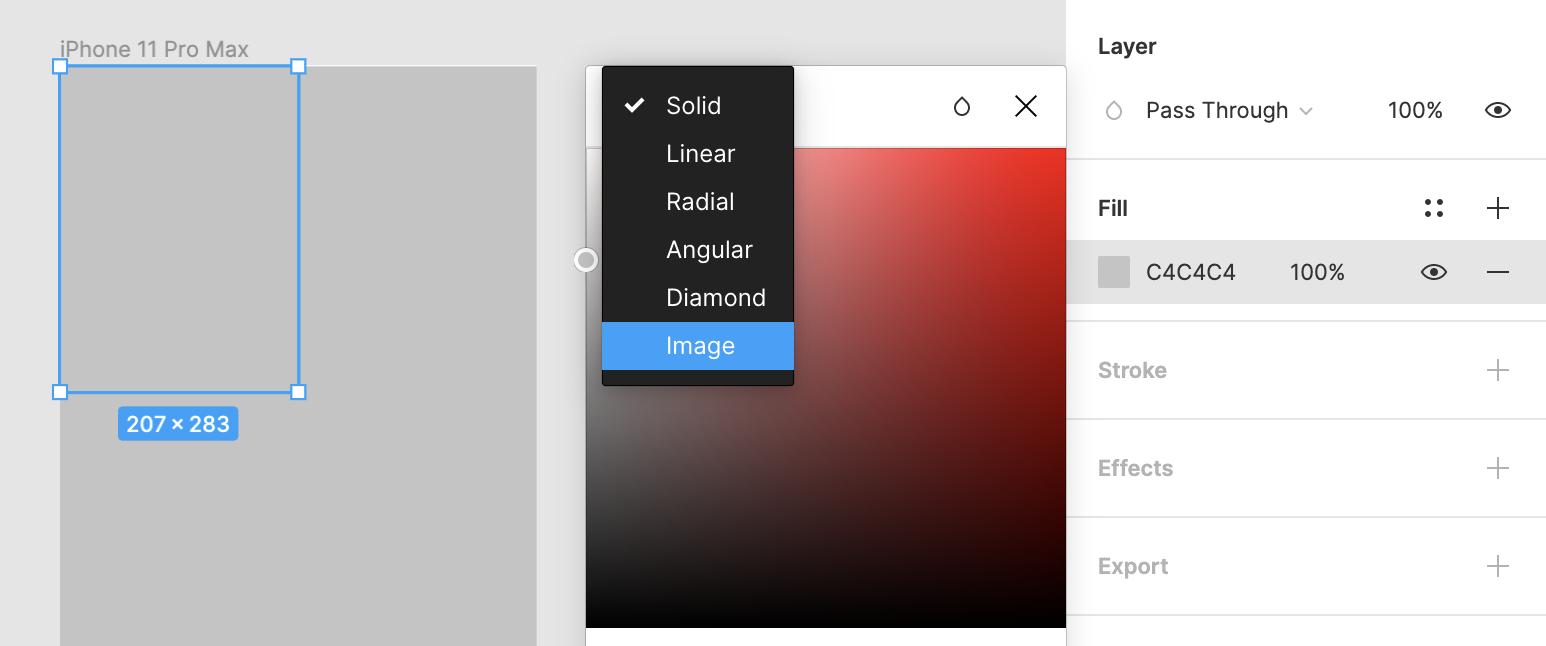 iPhone 11 Pro Max
207 × 283
Solid
Linear
Radial
Angular
Diamond
Image
Layer
Pass Through 100%
Fill
C4C4C4 100%
Stroke
Effects
Export